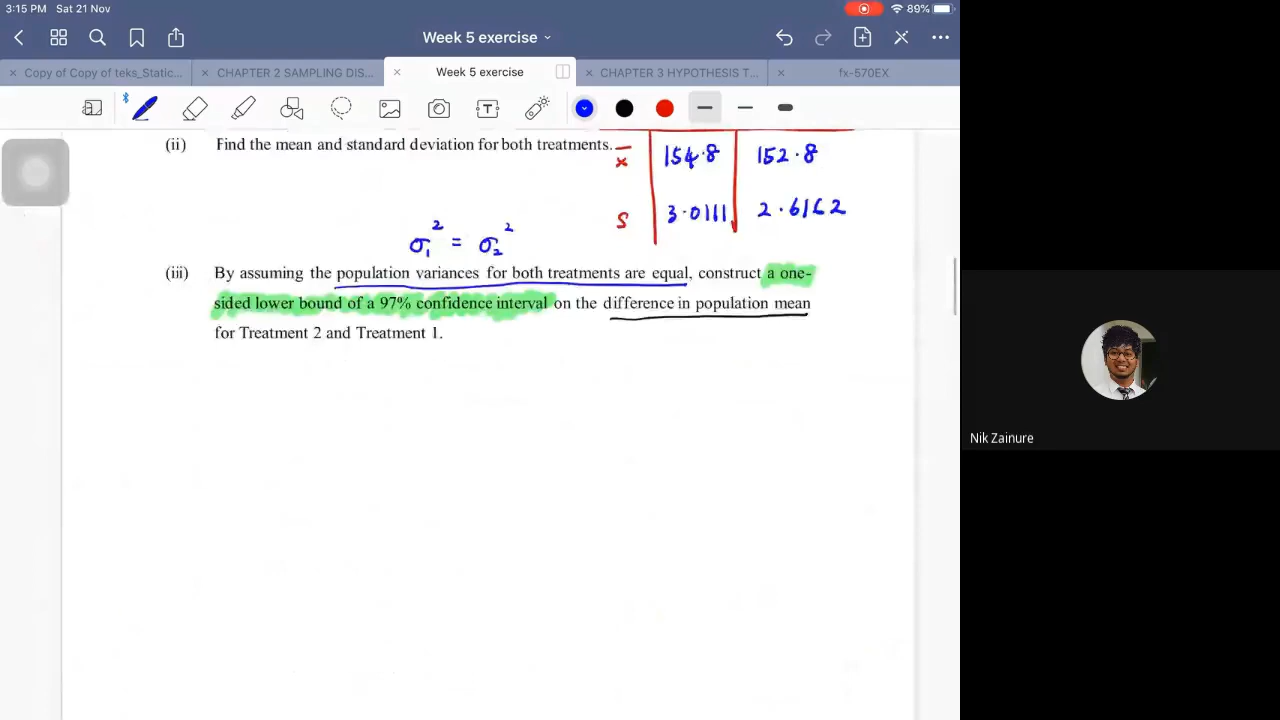 3:15 PM Sat 21 Nov
89%
Week 5 exercise
Copy of Copy of teks_Static...
CHAPTER 2 SAMPLING DIS...
Week 5 exercise
CHAPTER 3 HYPOTHESIS T...
fx-570EX
(ii) Find the mean and standard deviation for both treatments.
x̄ 154.8 152.8
s 3.0111 2.6162
σ₁² = σ₂²
(iii) By assuming the population variances for both treatments are equal, construct a one-
sided lower bound of a 97% confidence interval on the difference in population mean
for Treatment 2 and Treatment 1.
Nik Zainure